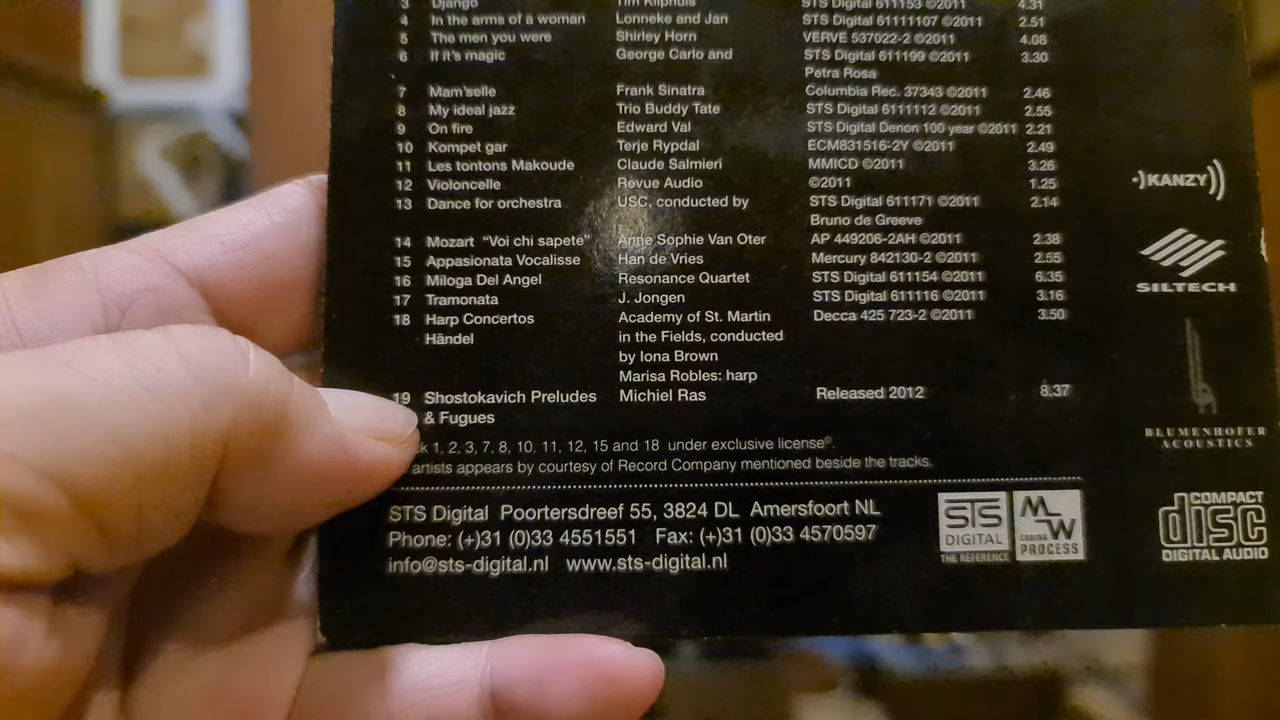 3 Django Tim Kliphuis STS Digital 611153 ©2011 4.31
4 In the arms of a woman Lonneke and Jan STS Digital 61111107 ©2011 2.51
5 The men you were Shirley Horn VERVE 537022-2 ©2011 4.08
6 If it's magic George Carlo and STS Digital 611199 ©2011 3.30
Petra Rosa
7 Mam'selle Frank Sinatra Columbia Rec. 37343 ©2011 2.46
8 My ideal jazz Trio Buddy Tate STS Digital 6111112 ©2011 2.55
9 On fire Edward Val STS Digital Denon 100 year ©2011 2.21
10 Kompet gar Terje Rypdal ECM831516-2Y ©2011 2.49
11 Les tontons Makoude Claude Salmieri MMICD ©2011 3.26
12 Violoncelle Revue Audio ©2011 1.25
13 Dance for orchestra USC, conducted by STS Digital 611171 ©2011 2.14
Bruno de Greeve
14 Mozart "Voi chi sapete" Anne Sophie Van Oter AP 449206-2AH ©2011 2.38
15 Appasionata Vocalisse Han de Vries Mercury 842130-2 ©2011 2.55
16 Miloga Del Angel Resonance Quartet STS Digital 611154 ©2011 6.35
17 Tramonata J. Jongen STS Digital 611116 ©2011 3.16
18 Harp Concertos Academy of St. Martin Decca 425 723-2 ©2011 3.50
Händel in the Fields, conducted
by Iona Brown
Marisa Robles: harp
19 Shostokavich Preludes Michiel Ras Released 2012 8.37
& Fugues
k 1, 2, 3, 7, 8, 10, 11, 12, 15 and 18 under exclusive license®.
artists appears by courtesy of Record Company mentioned beside the tracks.
STS Digital Poortersdreef 55, 3824 DL Amersfoort NL
Phone: (+)31 (0)33 4551551 Fax: (+)31 (0)33 4570597
info@sts-digital.nl www.sts-digital.nl
STS
DIGITAL
THE REFERENCE
MW
CODING
PROCESS
KANZY
SILTECH
BLUMENHOFER
ACOUSTICS
COMPACT
disc
DIGITAL AUDIO